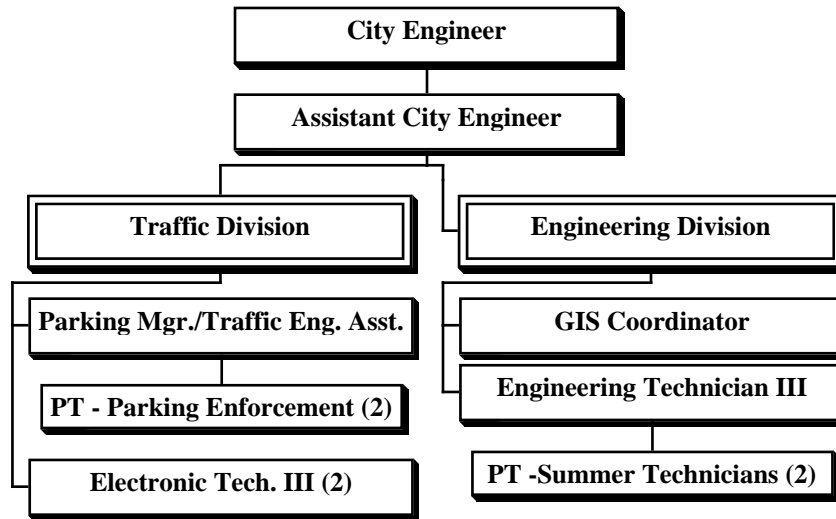 City Engineer
Assistant City Engineer
Traffic Division
Engineering Division
Parking Mgr./Traffic Eng. Asst.
GIS Coordinator
PT - Parking Enforcement (2)
Engineering Technician III
Electronic Tech. III (2)
PT -Summer Technicians (2)